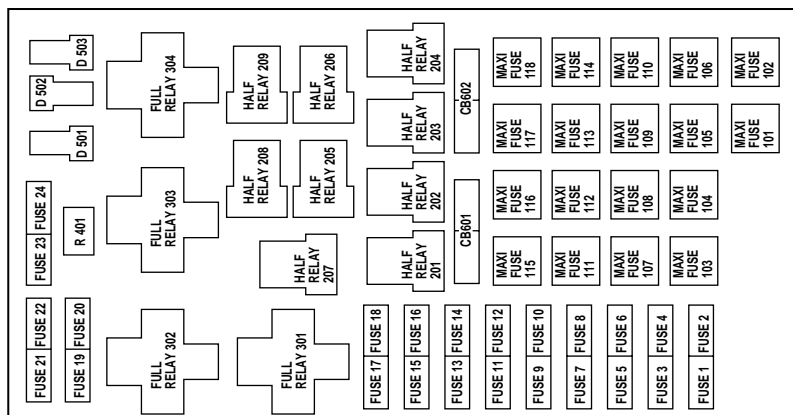 D 503
D 502
D 501
FULL
RELAY 304
HALF
RELAY 209
HALF
RELAY 206
HALF
RELAY
204
CB602
MAXI
FUSE
118
MAXI
FUSE
114
MAXI
FUSE
110
MAXI
FUSE
106
MAXI
FUSE
102
HALF
RELAY
203
MAXI
FUSE
117
MAXI
FUSE
113
MAXI
FUSE
109
MAXI
FUSE
105
MAXI
FUSE
101
FUSE 24
FUSE 23
R 401
FULL
RELAY 303
HALF
RELAY 208
HALF
RELAY 205
HALF
RELAY
202
CB601
MAXI
FUSE
116
MAXI
FUSE
112
MAXI
FUSE
108
MAXI
FUSE
104
HALF
RELAY
207
HALF
RELAY
201
MAXI
FUSE
115
MAXI
FUSE
111
MAXI
FUSE
107
MAXI
FUSE
103
FUSE 22
FUSE 21
FUSE 20
FUSE 19
FULL
RELAY 302
FULL
RELAY 301
FUSE 18
FUSE 17
FUSE 16
FUSE 15
FUSE 14
FUSE 13
FUSE 12
FUSE 11
FUSE 10
FUSE 9
FUSE 8
FUSE 7
FUSE 6
FUSE 5
FUSE 4
FUSE 3
FUSE 2
FUSE 1